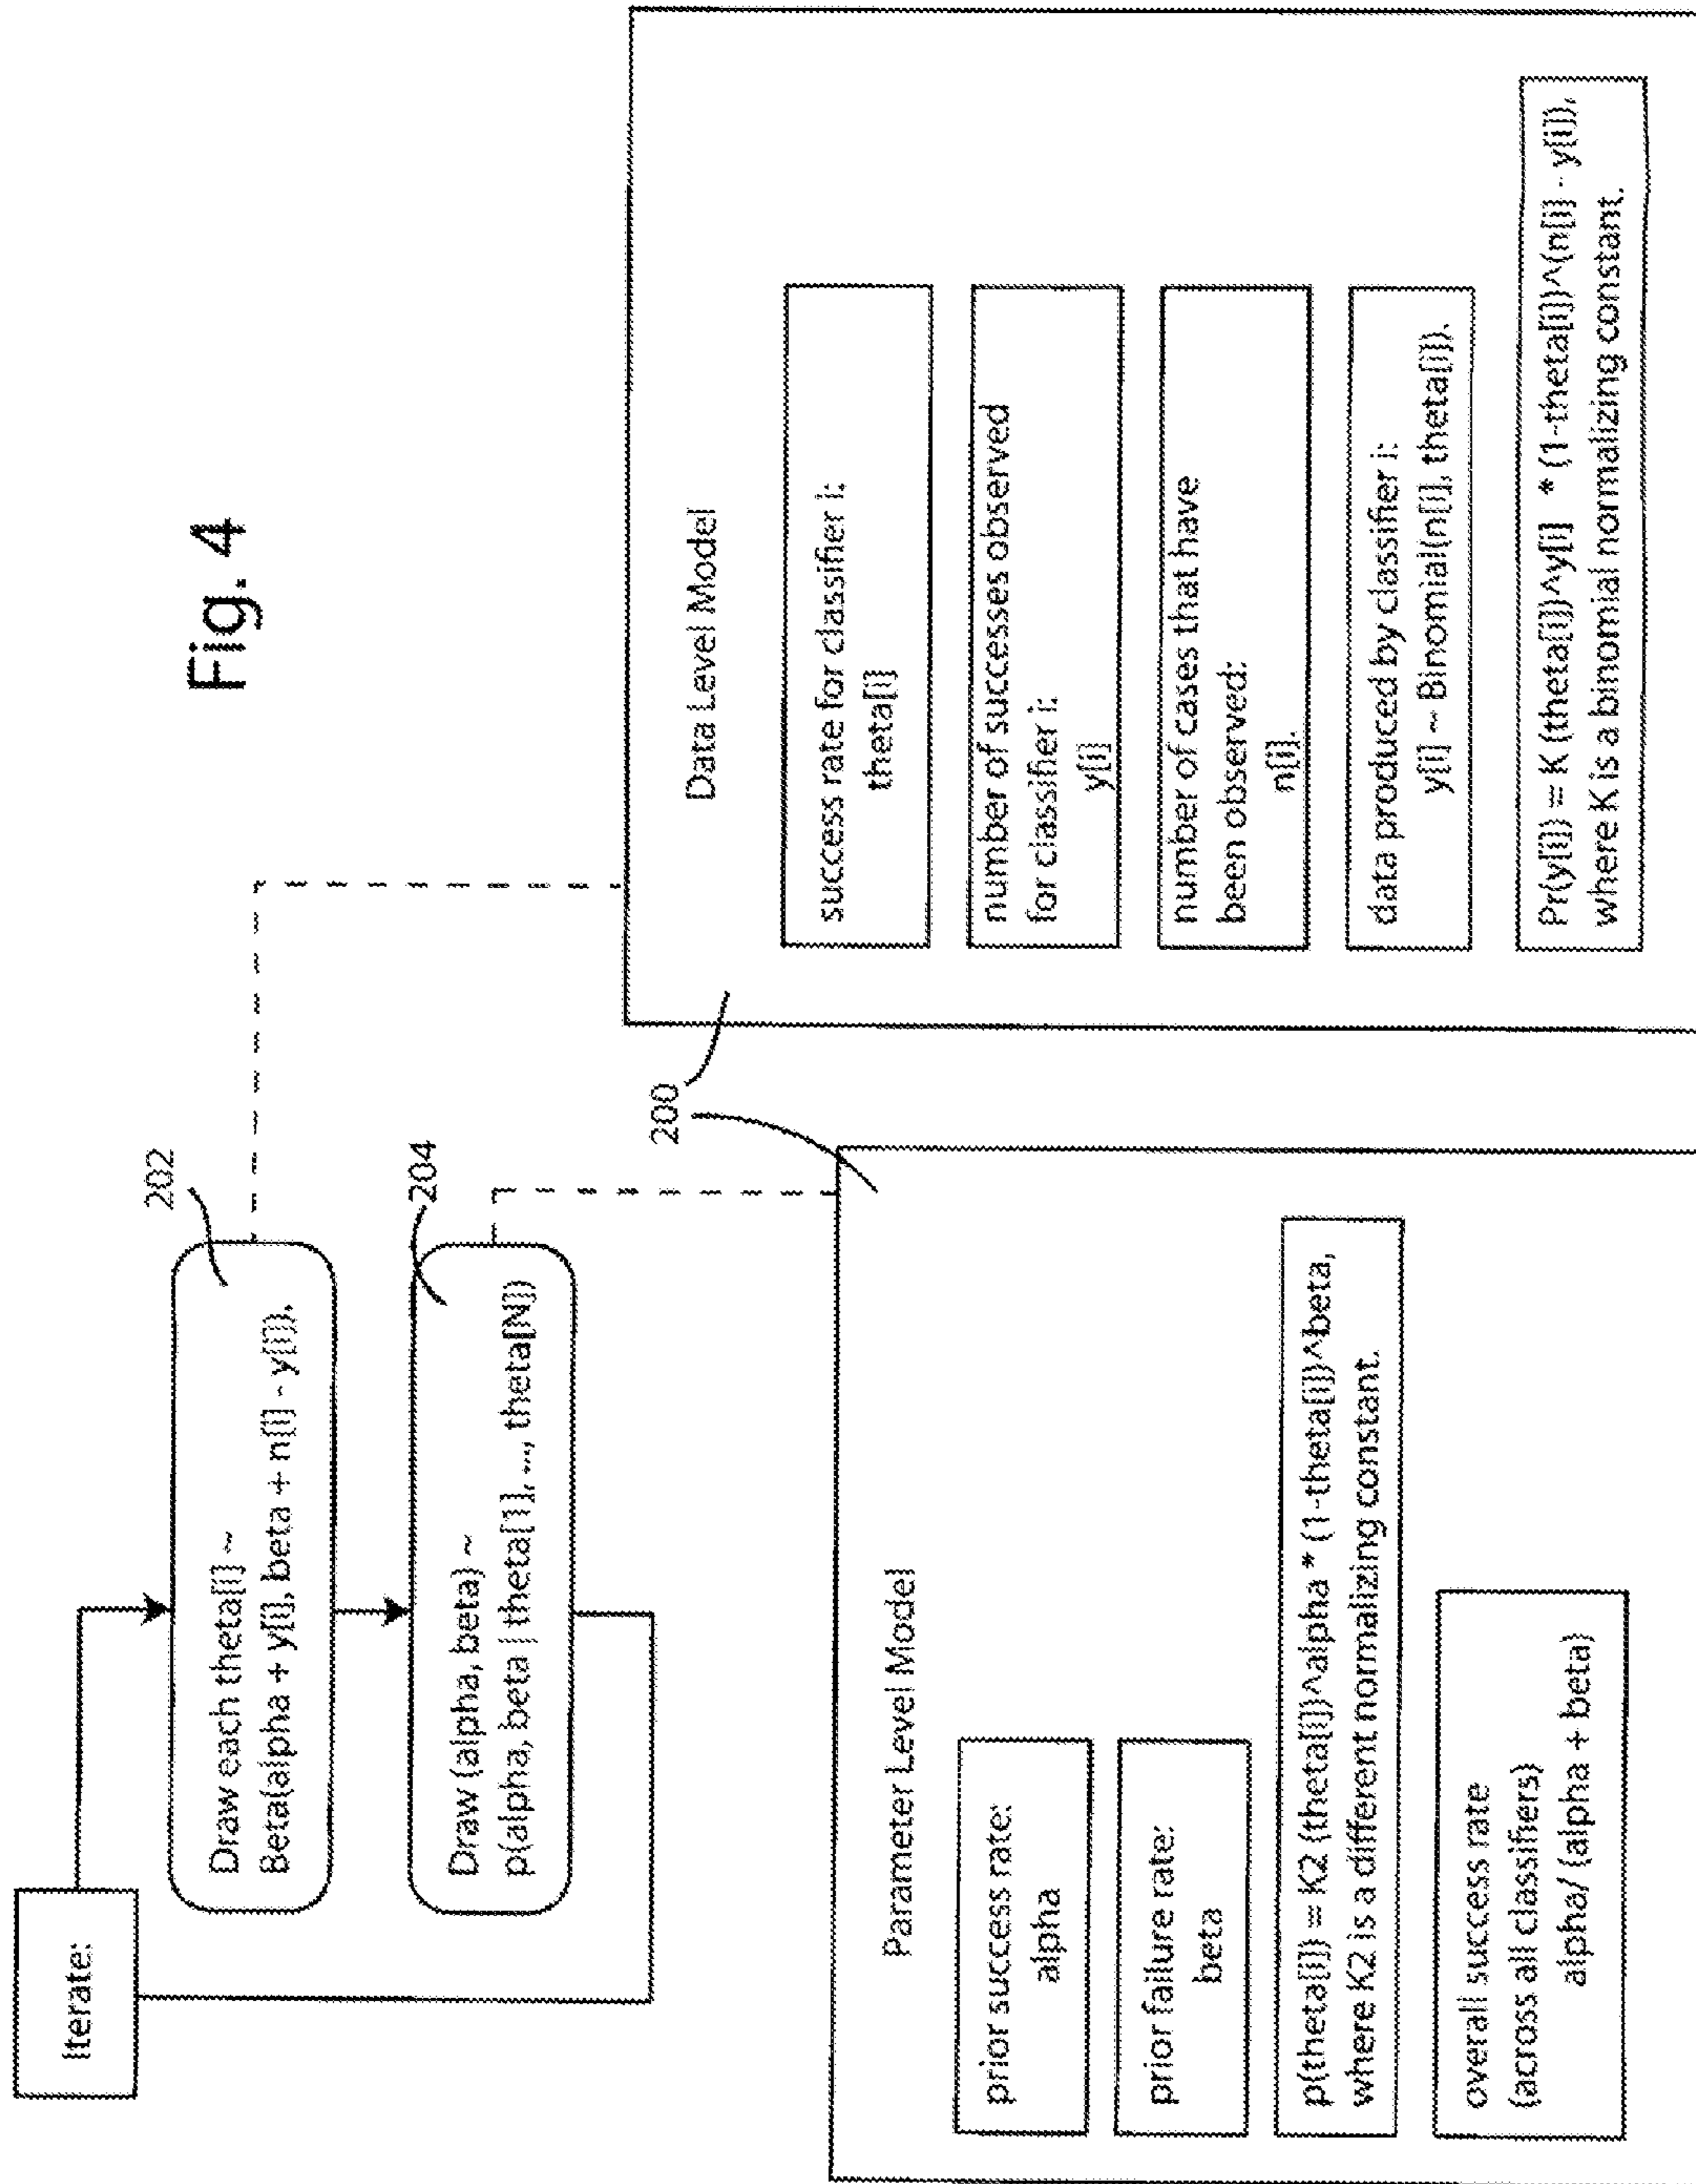 Fig. 4
Iterate:
202
Draw each theta[i] ~
Beta(alpha + y[i], beta + n[i] - y[i]).
204
Draw (alpha, beta) ~
p(alpha, beta | theta[1], ..., theta[N])
200
Parameter Level Model
prior success rate:
alpha
prior failure rate:
beta
p(theta[i]) = K2 (theta[i])^alpha * (1-theta[i])^beta,
where K2 is a different normalizing constant.
overall success rate
(across all classifiers)
alpha/ (alpha + beta)
Data Level Model
success rate for classifier i:
theta[i]
number of successes observed
for classifier i:
y[i]
number of cases that have
been observed:
n[i].
data produced by classifier i:
y[i] ~ Binomial(n[i], theta[i]).
Pr(y[i]) = K (theta[i])^y[i] * (1-theta[i])^(n[i] - y[i]),
where K is a binomial normalizing constant.